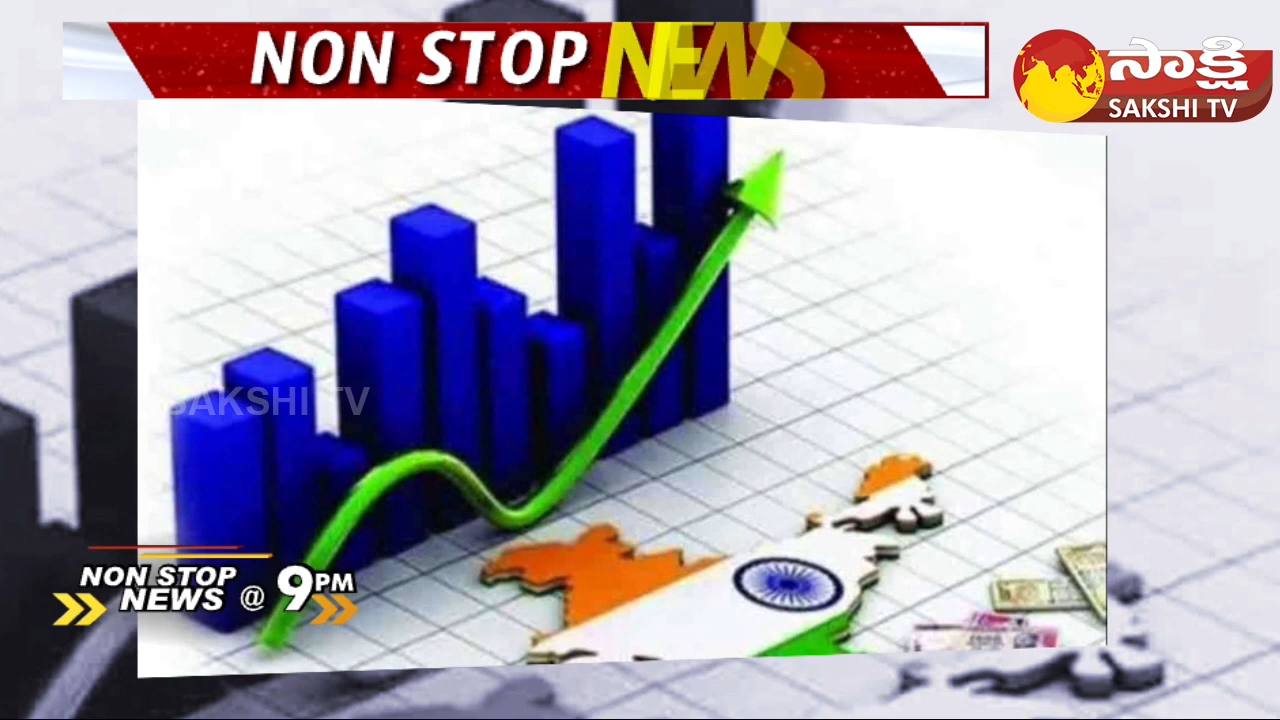 NON STOP NEWS
సాక్షి
SAKSHI TV
SAKSHI TV
NON STOP
NEWS @ 9PM